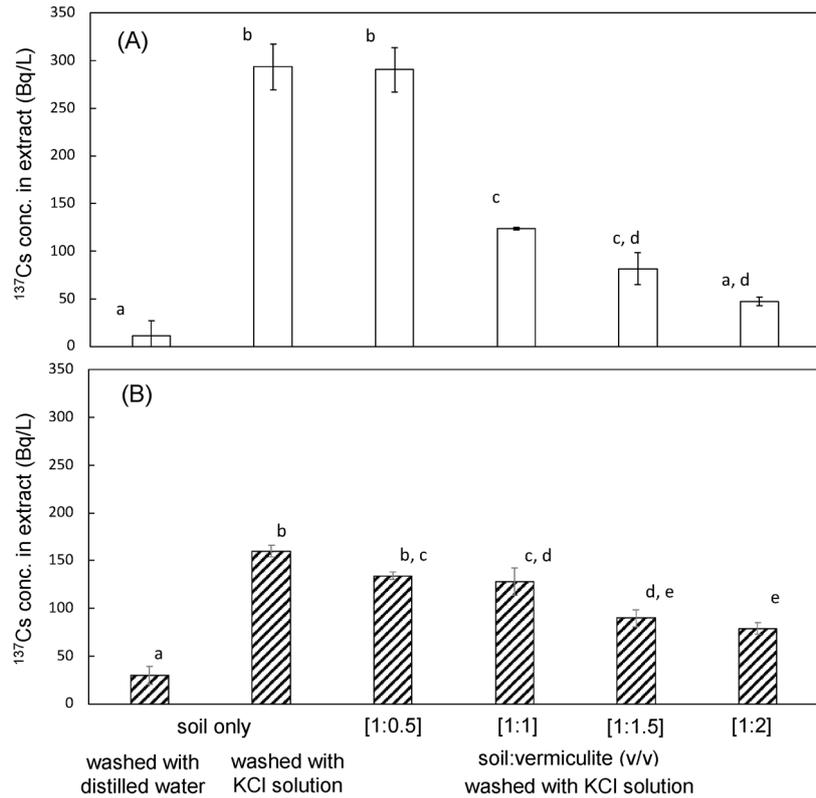 (A)
¹³⁷Cs conc. in extract (Bq/L)
350
300
250
200
150
100
50
0
a
b
b
c
c, d
a, d
(B)
¹³⁷Cs conc. in extract (Bq/L)
350
300
250
200
150
100
50
0
a
b
b, c
c, d
d, e
e
soil only [1:0.5] [1:1] [1:1.5] [1:2]
washed with
distilled water
washed with
KCl solution
soil:vermiculite (v/v)
washed with KCl solution